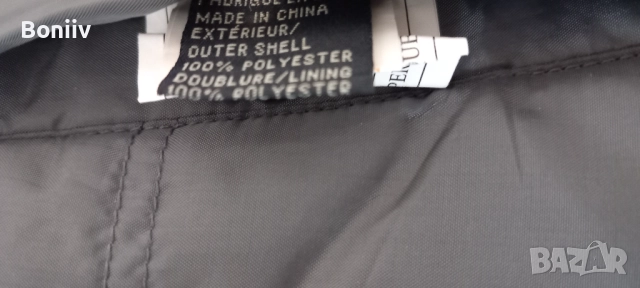 Boniiv
MADE IN CHINA
EXTÉRIEUR/
OUTER SHELL
100% POLYESTER
DOUBLURE/LINING
100% POLYESTER
BAZAR